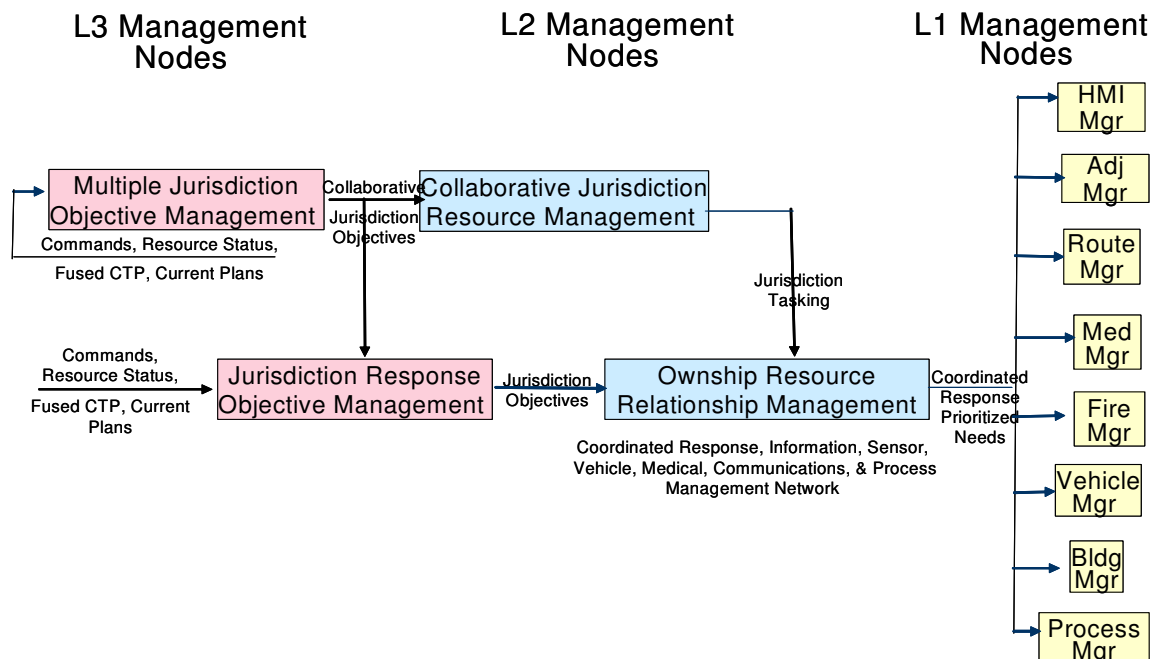 L3 Management
Nodes
L2 Management
Nodes
L1 Management
Nodes
HMI
Mgr
Adj
Mgr
Route
Mgr
Med
Mgr
Fire
Mgr
Vehicle
Mgr
Bldg
Mgr
Process
Mgr
Multiple Jurisdiction
Objective Management
Collaborative
Jurisdiction
Objectives
Collaborative Jurisdiction
Resource Management
Commands, Resource Status,
Fused CTP, Current Plans
Jurisdiction
Tasking
Commands,
Resource Status,
Fused CTP, Current
Plans
Jurisdiction Response
Objective Management
Jurisdiction
Objectives
Ownship Resource
Relationship Management
Coordinated
Response
Prioritized
Needs
Coordinated Response, Information, Sensor,
Vehicle, Medical, Communications, & Process
Management Network